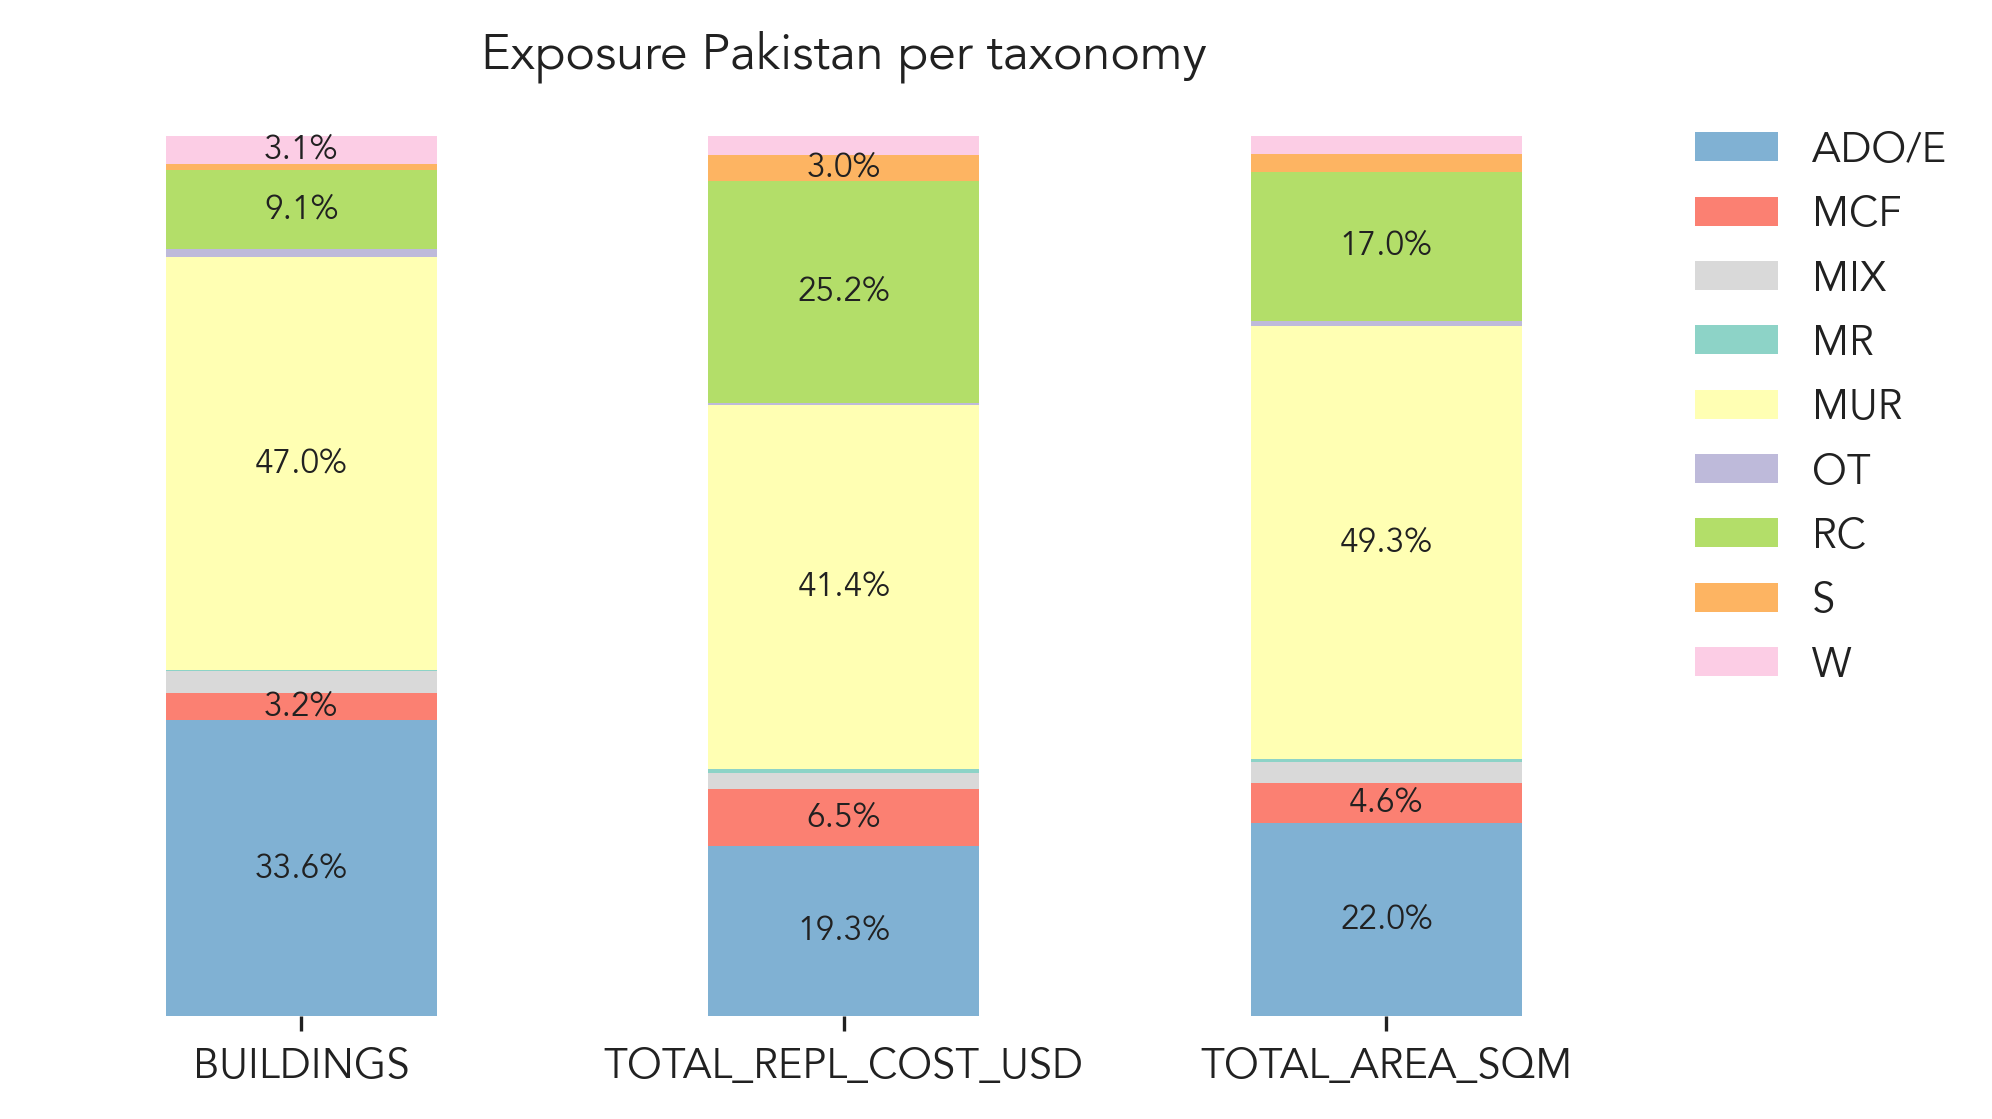 Exposure Pakistan per taxonomy
3.1%
9.1%
47.0%
3.2%
33.6%
BUILDINGS
3.0%
25.2%
41.4%
6.5%
19.3%
TOTAL_REPL_COST_USD
17.0%
49.3%
4.6%
22.0%
TOTAL_AREA_SQM
ADO/E
MCF
MIX
MR
MUR
OT
RC
S
W